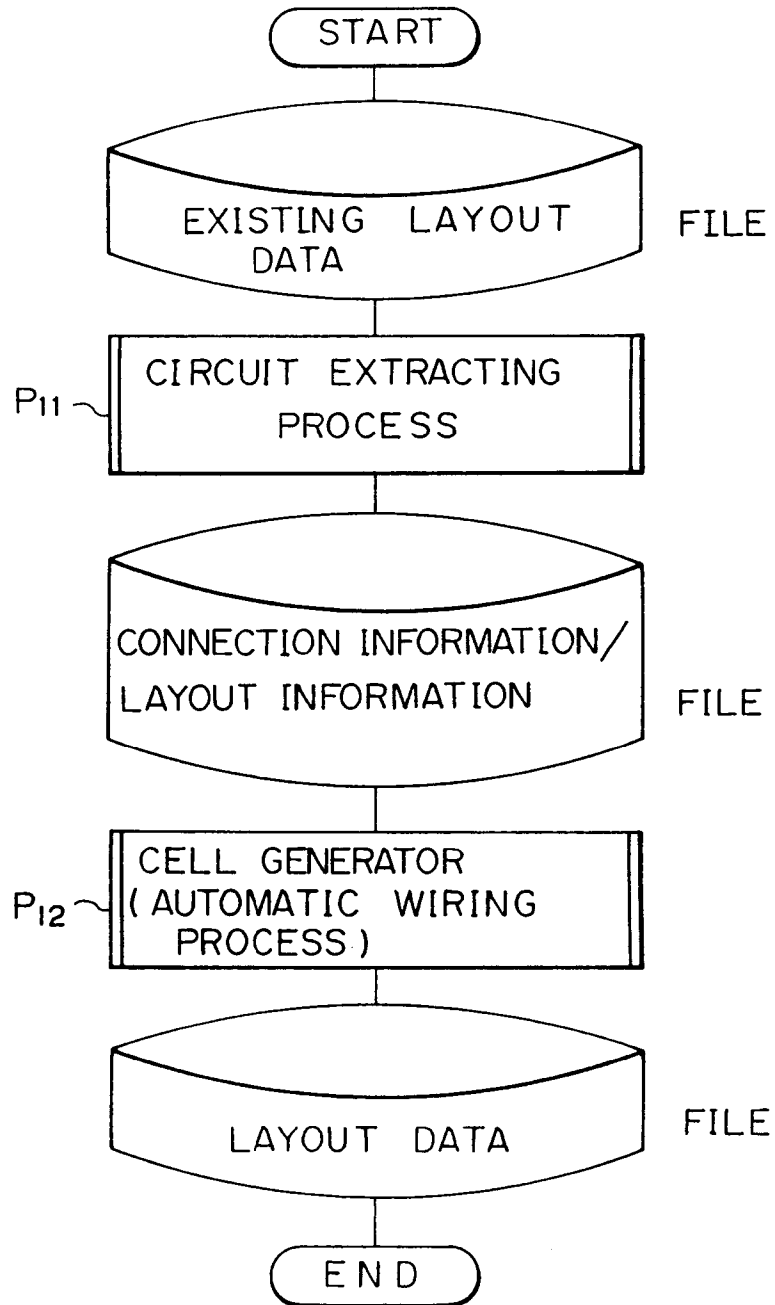 START
EXISTING LAYOUT
DATA
FILE
CIRCUIT EXTRACTING
PROCESS
P11
CONNECTION INFORMATION/
LAYOUT INFORMATION
FILE
CELL GENERATOR
(AUTOMATIC WIRING
PROCESS)
P12
LAYOUT DATA
FILE
END